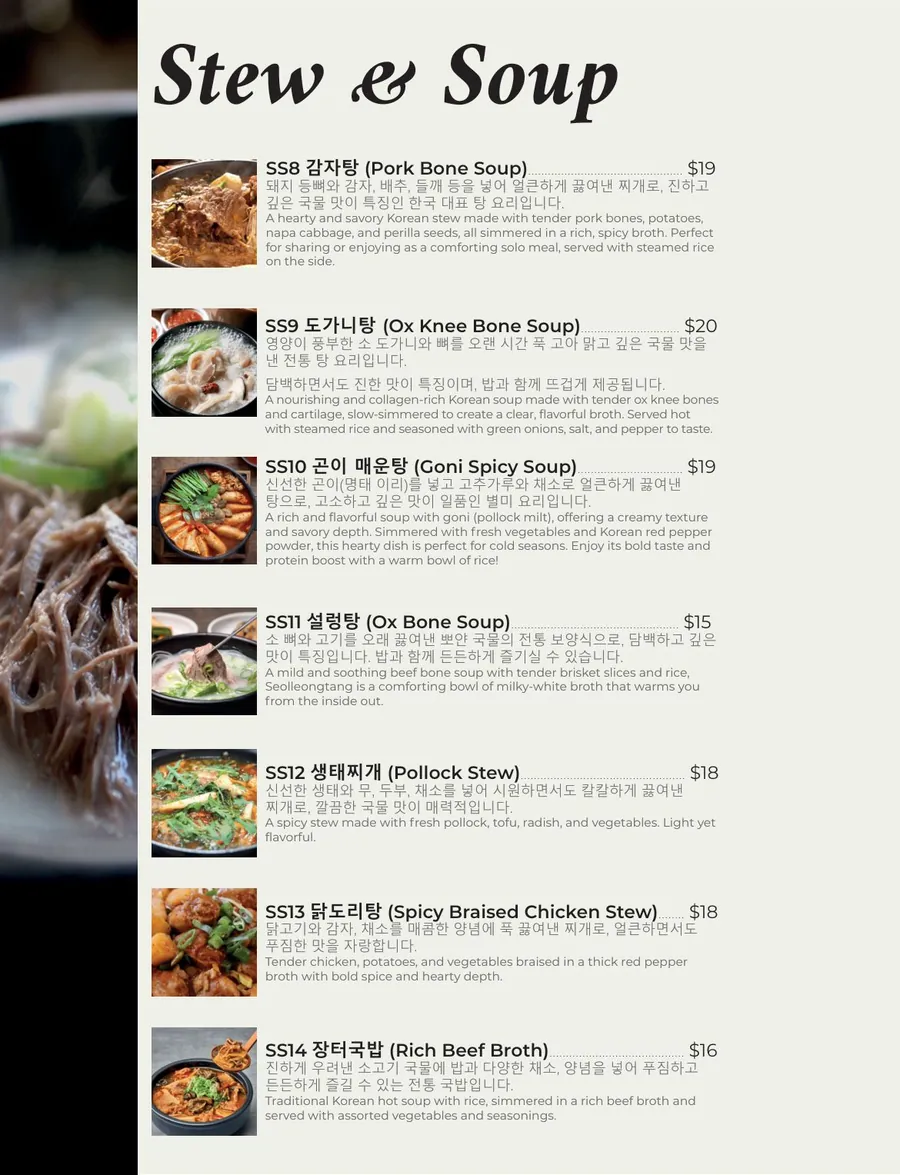 Stew & Soup
SS8 감자탕 (Pork Bone Soup) $19
돼지 등뼈와 감자, 배추, 들깨 등을 넣어 얼큰하게 끓여낸 찌개로, 진하고
깊은 국물 맛이 특징인 한국 대표 탕 요리입니다.
A hearty and savory Korean stew made with tender pork bones, potatoes,
napa cabbage, and perilla seeds, all simmered in a rich, spicy broth. Perfect
for sharing or enjoying as a comforting solo meal, served with steamed rice
on the side.
SS9 도가니탕 (Ox Knee Bone Soup) $20
영양이 풍부한 소 도가니와 뼈를 오랜 시간 푹 고아 맑고 깊은 국물 맛을
낸 전통 탕 요리입니다.
담백하면서도 진한 맛이 특징이며, 밥과 함께 뜨겁게 제공됩니다.
A nourishing and collagen-rich Korean soup made with tender ox knee bones
and cartilage, slow-simmered to create a clear, flavorful broth. Served hot
with steamed rice and seasoned with green onions, salt, and pepper to taste.
SS10 곤이 매운탕 (Goni Spicy Soup) $19
신선한 곤이(명태 이리)를 넣고 고추가루와 채소로 얼큰하게 끓여낸
탕으로, 고소하고 깊은 맛이 일품인 별미 요리입니다.
A rich and flavorful soup with goni (pollock milt), offering a creamy texture
and savory depth. Simmered with fresh vegetables and Korean red pepper
powder, this hearty dish is perfect for cold seasons. Enjoy its bold taste and
protein boost with a warm bowl of rice!
SS11 설렁탕 (Ox Bone Soup) $15
소 뼈와 고기를 오래 끓여낸 뽀얀 국물의 전통 보양식으로, 담백하고 깊은
맛이 특징입니다. 밥과 함께 든든하게 즐기실 수 있습니다.
A mild and soothing beef bone soup with tender brisket slices and rice,
Seolleongtang is a comforting bowl of milky-white broth that warms you
from the inside out.
SS12 생태찌개 (Pollock Stew) $18
신선한 생태와 무, 두부, 채소를 넣어 시원하면서도 칼칼하게 끓여낸
찌개로, 깔끔한 국물 맛이 매력적입니다.
A spicy stew made with fresh pollock, tofu, radish, and vegetables. Light yet
flavorful.
SS13 닭도리탕 (Spicy Braised Chicken Stew) $18
닭고기와 감자, 채소를 매콤한 양념에 푹 끓여낸 찌개로, 얼큰하면서도
푸짐한 맛을 자랑합니다.
Tender chicken, potatoes, and vegetables braised in a thick red pepper
broth with bold spice and hearty depth.
SS14 장터국밥 (Rich Beef Broth) $16
진하게 우려낸 소고기 국물에 밥과 다양한 채소, 양념을 넣어 푸짐하고
든든하게 즐길 수 있는 전통 국밥입니다.
Traditional Korean hot soup with rice, simmered in a rich beef broth and
served with assorted vegetables and seasonings.